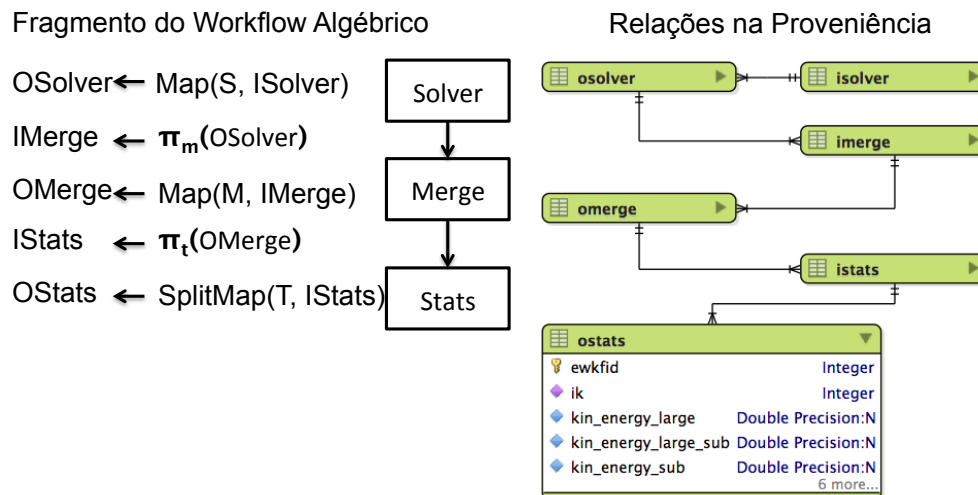 Fragmento do Workflow Algébrico
Relações na Proveniência
OSolver ← Map(S, ISolver)
IMerge ← π_m(OSolver)
OMerge ← Map(M, IMerge)
IStats ← π_t(OMerge)
OStats ← SplitMap(T, IStats)
Solver
Merge
Stats
osolver
isolver
imerge
omerge
istats
ostats
ewkfid Integer
ik Integer
kin_energy_large Double Precision:N
kin_energy_large_sub Double Precision:N
kin_energy_sub Double Precision:N
6 more...